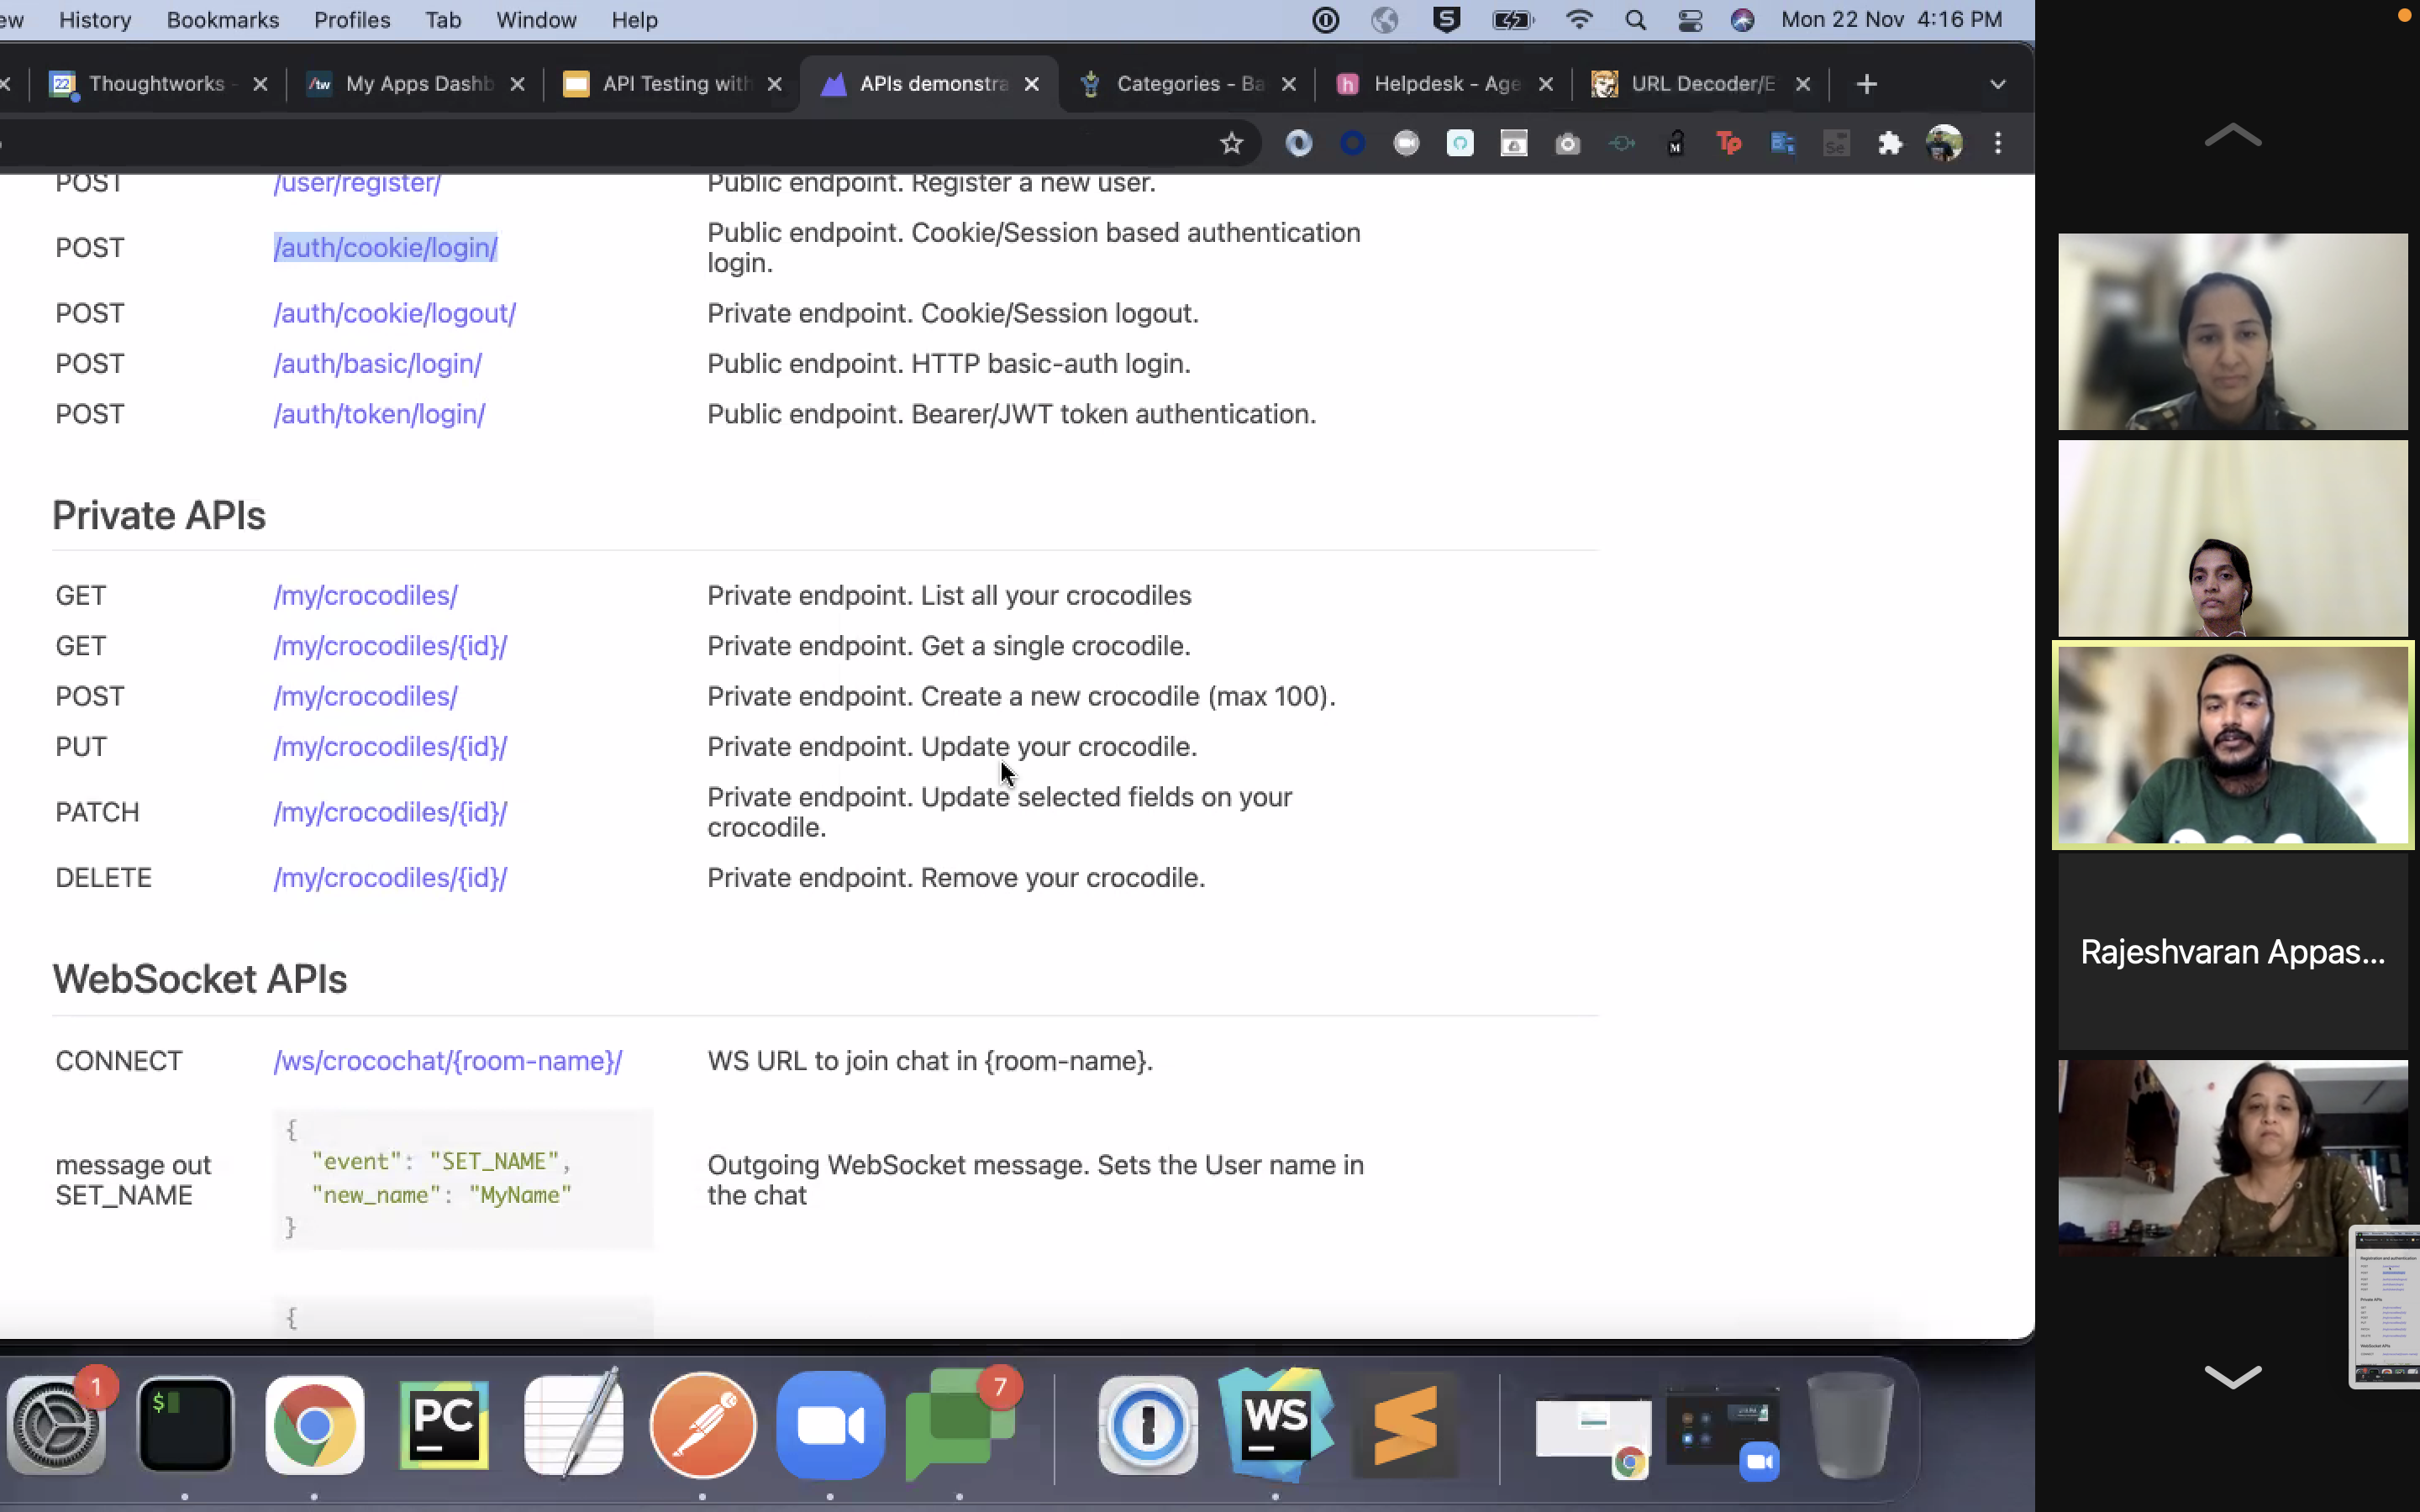 ew History Bookmarks Profiles Tab Window Help Mon 22 Nov 4:16 PM
22 Thoughtworks - /tw My Apps Dashb API Testing with APIs demonstra Categories - Ba Helpdesk - Age URL Decoder/E
M Tp Se
POST /user/register/ Public endpoint. Register a new user.
POST /auth/cookie/login/ Public endpoint. Cookie/Session based authentication
login.
POST /auth/cookie/logout/ Private endpoint. Cookie/Session logout.
POST /auth/basic/login/ Public endpoint. HTTP basic-auth login.
POST /auth/token/login/ Public endpoint. Bearer/JWT token authentication.
Private APIs
GET /my/crocodiles/ Private endpoint. List all your crocodiles
GET /my/crocodiles/{id}/ Private endpoint. Get a single crocodile.
POST /my/crocodiles/ Private endpoint. Create a new crocodile (max 100).
PUT /my/crocodiles/{id}/ Private endpoint. Update your crocodile.
PATCH /my/crocodiles/{id}/ Private endpoint. Update selected fields on your
crocodile.
DELETE /my/crocodiles/{id}/ Private endpoint. Remove your crocodile.
Rajeshvaran Appas...
WebSocket APIs
CONNECT /ws/crocochat/{room-name}/ WS URL to join chat in {room-name}.
{
"event": "SET_NAME",
"new_name": "MyName"
}
message out
SET_NAME
Outgoing WebSocket message. Sets the User name in
the chat
{
1 $ PC 7 WS